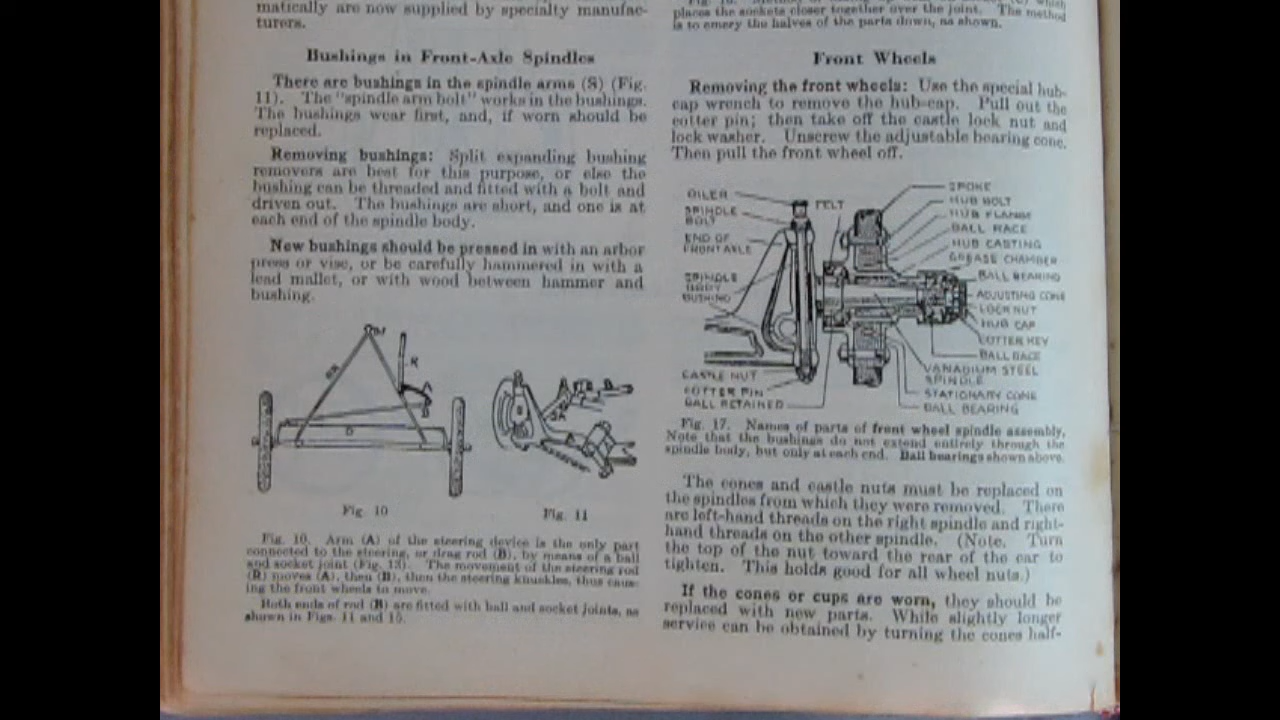 matically are now supplied by specialty manufac-
turers.
Bushings in Front-Axle Spindles
There are bushings in the spindle arms (S) (Fig.
11). The "spindle arm bolt" works in the bushings.
The bushings wear first, and, if worn should be
replaced.
Removing bushings: Split expanding bushing
removers are best for this purpose, or else the
bushing can be threaded and fitted with a bolt and
driven out. The bushings are short, and one is at
each end of the spindle body.
New bushings should be pressed in with an arbor
press or vise, or be carefully hammered in with a
lead mallet, or with wood between hammer and
bushing.
R
Fig. 10
Fig. 11
Fig. 10. Arm (A) of the steering device is the only part
connected to the steering, or drag rod (B), by means of a ball
and socket joint (Fig. 15). The movement of the steering rod
(R) moves (A), then (B), then the steering knuckles, thus caus-
ing the front wheels to move.
Both ends of rod (B) are fitted with ball and socket joints, as
shown in Figs. 11 and 15.
which
places the sockets closer together over the joint. The method
is to emery the halves of the parts down, as shown.
Front Wheels
Removing the front wheels: Use the special hub-
cap wrench to remove the hub-cap. Pull out the
cotter pin; then take off the castle lock nut and
lock washer. Unscrew the adjustable bearing cone.
Then pull the front wheel off.
OILER
SPINDLE
BOLT
END OF
FRONT AXLE
SPINDLE
BODY
BUSHING
CASTLE NUT
COTTER PIN
BALL RETAINED
FELT
SPOKE
HUB BOLT
HUB FLANGE
BALL RACE
HUB CASTING
GREASE CHAMBER
BALL BEARING
ADJUSTING CONE
LOCK NUT
HUB CAP
COTTER KEY
BALL RACE
VANADIUM STEEL
SPINDLE
STATIONARY CONE
BALL BEARING
Fig. 17. Names of parts of front wheel spindle assembly.
Note that the bushings do not extend entirely through the
spindle body, but only at each end. Ball bearings shown above.
The cones and castle nuts must be replaced on
the spindles from which they were removed. There
are left-hand threads on the right spindle and right-
hand threads on the other spindle. (Note. Turn
the top of the nut toward the rear of the car to
tighten. This holds good for all wheel nuts.)
If the cones or cups are worn, they should be
replaced with new parts. While slightly longer
service can be obtained by turning the cones half-